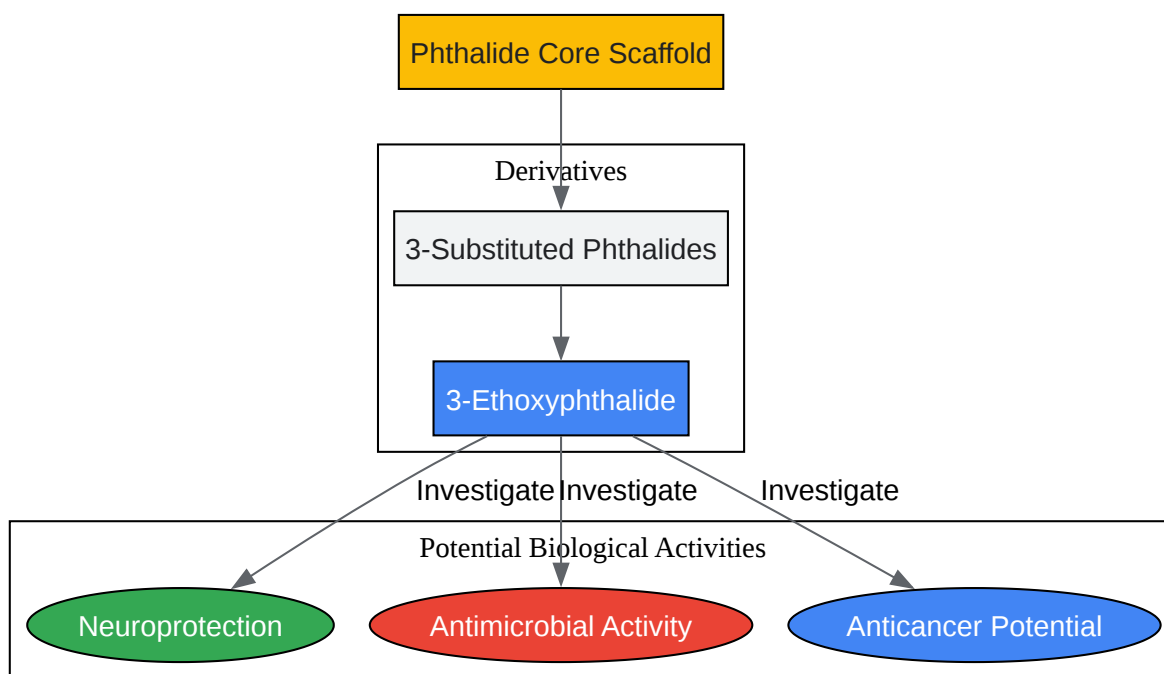 Phthalide Core Scaffold
Derivatives
3-Substituted Phthalides
3-Ethoxyphthalide
Investigate
Investigate
Investigate
Potential Biological Activities
Neuroprotection
Antimicrobial Activity
Anticancer Potential